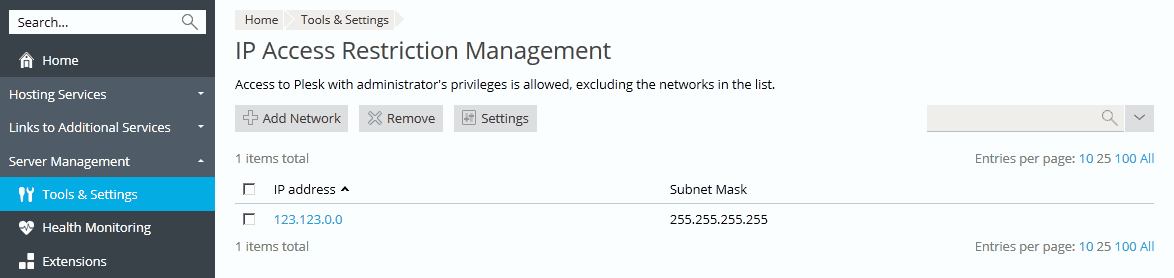 Search...
Home
Hosting Services
Links to Additional Services
Server Management
Tools & Settings
Health Monitoring
Extensions
Home Tools & Settings
IP Access Restriction Management
Access to Plesk with administrator's privileges is allowed, excluding the networks in the list.
Add Network Remove Settings
1 items total Entries per page: 10 25 100 All
IP address Subnet Mask
123.123.0.0 255.255.255.255
1 items total Entries per page: 10 25 100 All